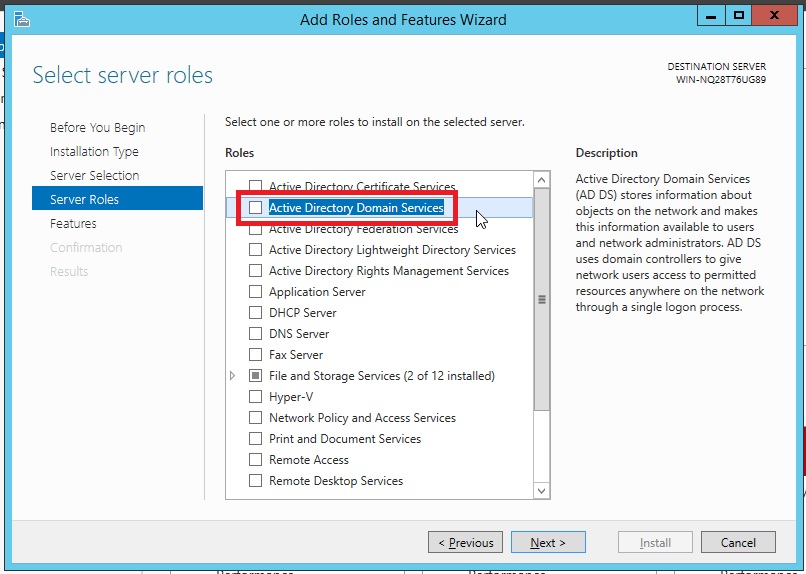 Add Roles and Features Wizard
Select server roles
DESTINATION SERVER
WIN-NQ28T76UG89
Before You Begin
Installation Type
Server Selection
Server Roles
Features
Confirmation
Results
Select one or more roles to install on the selected server.
Roles
Active Directory Certificate Services
Active Directory Domain Services
Active Directory Federation Services
Active Directory Lightweight Directory Services
Active Directory Rights Management Services
Application Server
DHCP Server
DNS Server
Fax Server
File and Storage Services (2 of 12 installed)
Hyper-V
Network Policy and Access Services
Print and Document Services
Remote Access
Remote Desktop Services
Description
Active Directory Domain Services
(AD DS) stores information about
objects on the network and makes
this information available to users
and network administrators. AD DS
uses domain controllers to give
network users access to permitted
resources anywhere on the network
through a single logon process.
< Previous
Next >
Install
Cancel
Performance
Performance
Performance